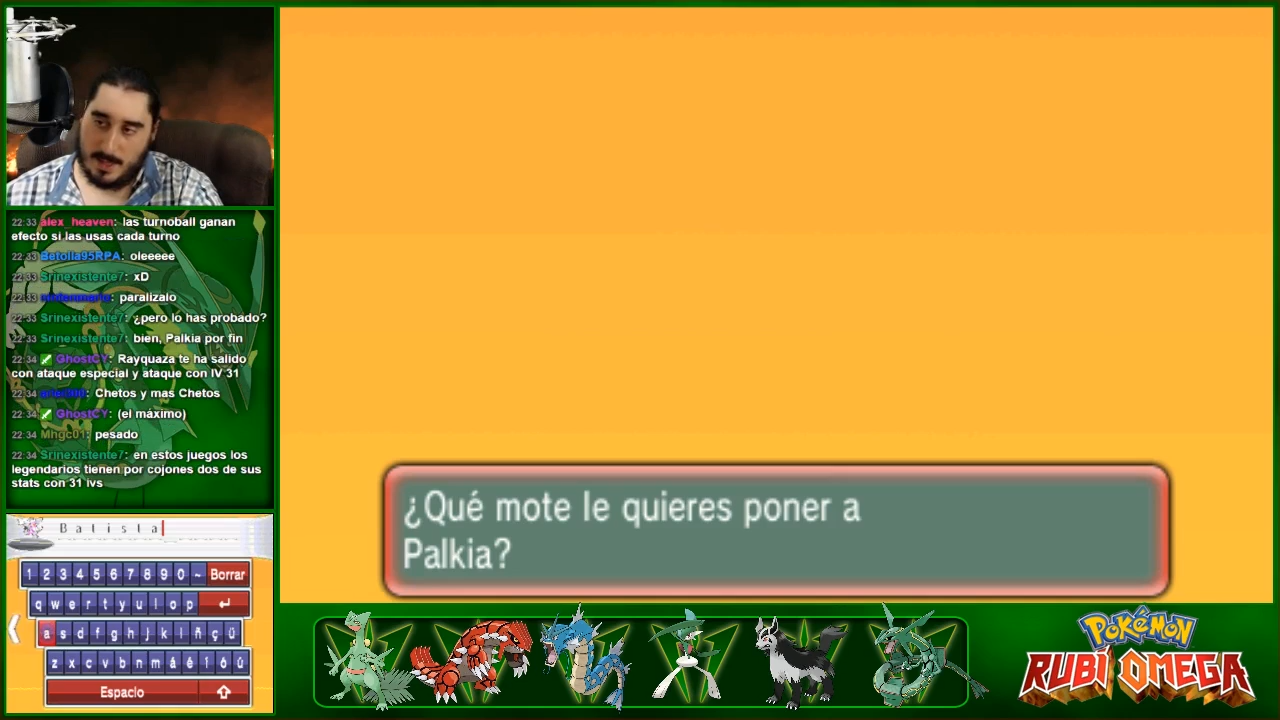 22:33 alex_heaven: las turnoball ganan
efecto si las usas cada turno
22:33 Betolla95RPA: oleeeee
22:33 Srinexistente7: xD
22:33 : paralizalo
22:33 Srinexistente7: ¿pero lo has probado?
22:33 Srinexistente7: bien, Palkia por fin
22:34 GhostCY: Rayquaza te ha salido
con ataque especial y ataque con IV 31
22:34 : Chetos y mas Chetos
22:34 GhostCY: (el máximo)
22:34 Mhgc01: pesado
22:34 Srinexistente7: en estos juegos los
legendarios tienen por cojones dos de sus
stats con 31 ivs
Batista
1 2 3 4 5 6 7 8 9 0 ~ Borrar
q w e r t y u i o p
a s d f g h j k l ñ ç ü
z x c v b n m á é í ó ú
Espacio
¿Qué mote le quieres poner a
Palkia?
POKÉMON
RUBÍ OMEGA